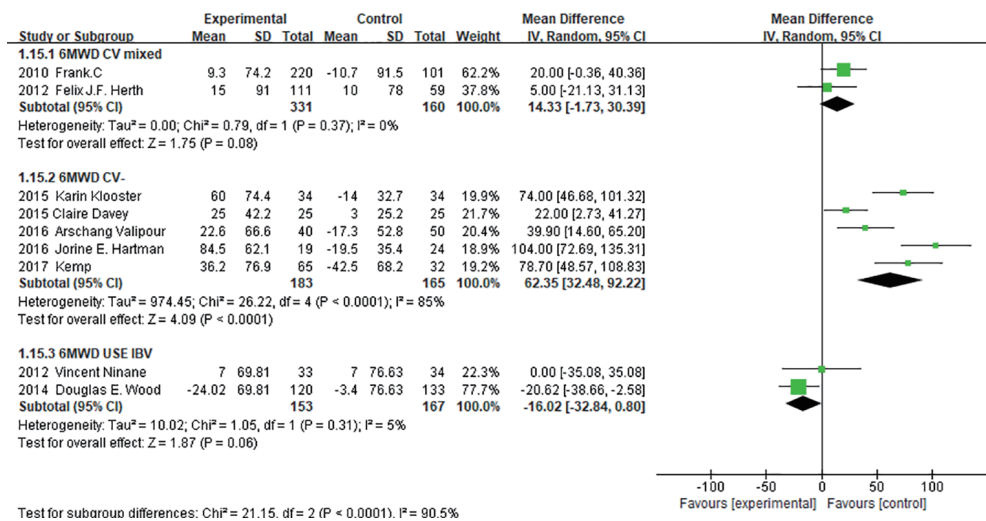 Experimental Control Mean Difference Mean Difference
Study or Subgroup Mean SD Total Mean SD Total Weight IV, Random, 95% CI IV, Random, 95% CI
1.15.1 6MWD CV mixed
2010 Frank.C 9.3 74.2 220 -10.7 91.5 101 62.2% 20.00 [-0.36, 40.36]
2012 Felix J.F. Herth 15 91 111 10 78 59 37.8% 5.00 [-21.13, 31.13]
Subtotal (95% CI) 331 160 100.0% 14.33 [-1.73, 30.39]
Heterogeneity: Tau² = 0.00; Chi² = 0.79, df = 1 (P = 0.37); I² = 0%
Test for overall effect: Z = 1.75 (P = 0.08)
1.15.2 6MWD CV-
2015 Karin Klooster 60 74.4 34 -14 32.7 34 19.9% 74.00 [46.68, 101.32]
2015 Claire Davey 25 42.2 25 3 25.2 25 21.7% 22.00 [2.73, 41.27]
2016 Arschang Valipour 22.6 66.6 40 -17.3 52.8 50 20.4% 39.90 [14.60, 65.20]
2016 Jorine E. Hartman 84.5 62.1 19 -19.5 35.4 24 18.9% 104.00 [72.69, 135.31]
2017 Kemp 36.2 76.9 65 -42.5 68.2 32 19.2% 78.70 [48.57, 108.83]
Subtotal (95% CI) 183 165 100.0% 62.35 [32.48, 92.22]
Heterogeneity: Tau² = 974.45; Chi² = 26.22, df = 4 (P < 0.0001); I² = 85%
Test for overall effect: Z = 4.09 (P < 0.0001)
1.15.3 6MWD USE IBV
2012 Vincent Ninane 7 69.81 33 7 76.63 34 22.3% 0.00 [-35.08, 35.08]
2014 Douglas E. Wood -24.02 69.81 120 -3.4 76.63 133 77.7% -20.62 [-38.66, -2.58]
Subtotal (95% CI) 153 167 100.0% -16.02 [-32.84, 0.80]
Heterogeneity: Tau² = 10.02; Chi² = 1.05, df = 1 (P = 0.31); I² = 5%
Test for overall effect: Z = 1.87 (P = 0.06)
-100 -50 0 50 100
Favours [experimental] Favours [control]
Test for subgroup differences: Chi² = 21.15, df = 2 (P < 0.0001), I² = 90.5%